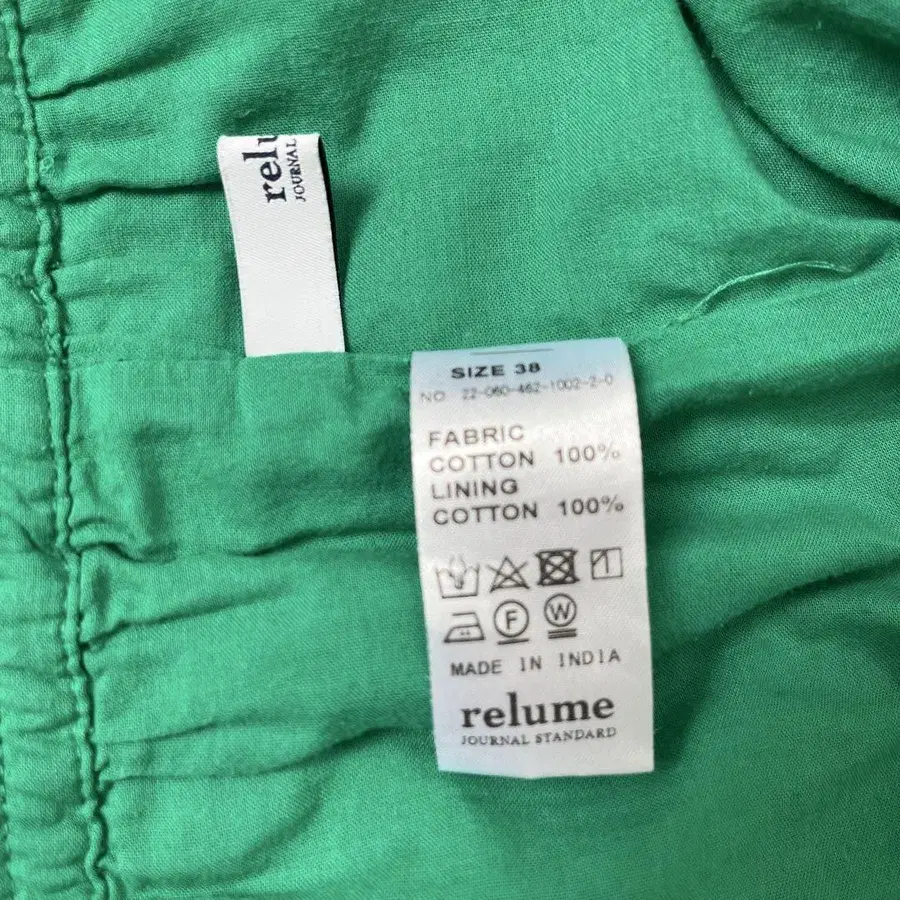 relu
JOURNAL
SIZE 38
NO 22-060-462-1002-2-0
FABRIC
COTTON 100%
LINING
COTTON 100%
F W
MADE IN INDIA
relume
JOURNAL STANDARD